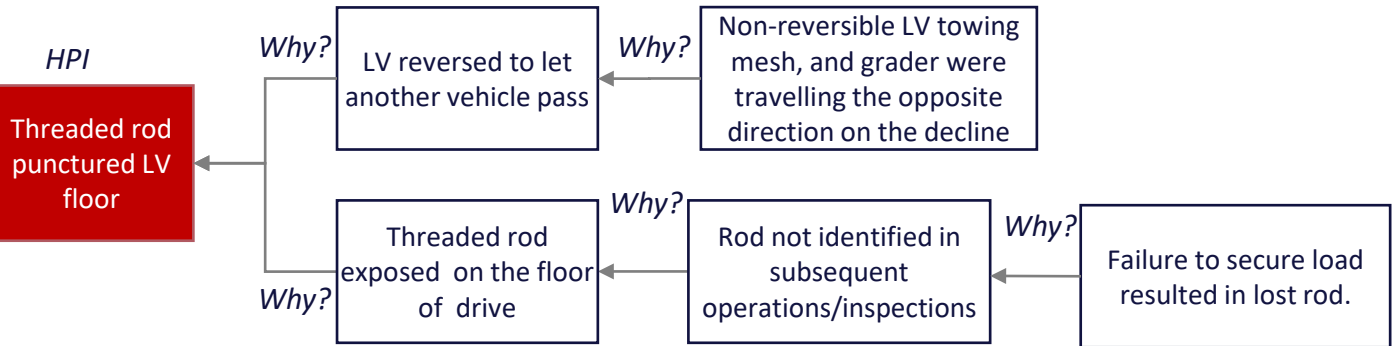 HPI
Threaded rod
punctured LV
floor
Why?
LV reversed to let
another vehicle pass
Why?
Non-reversible LV towing
mesh, and grader were
travelling the opposite
direction on the decline
Why?
Threaded rod
exposed on the floor
of drive
Why?
Rod not identified in
subsequent
operations/inspections
Why?
Failure to secure load
resulted in lost rod.